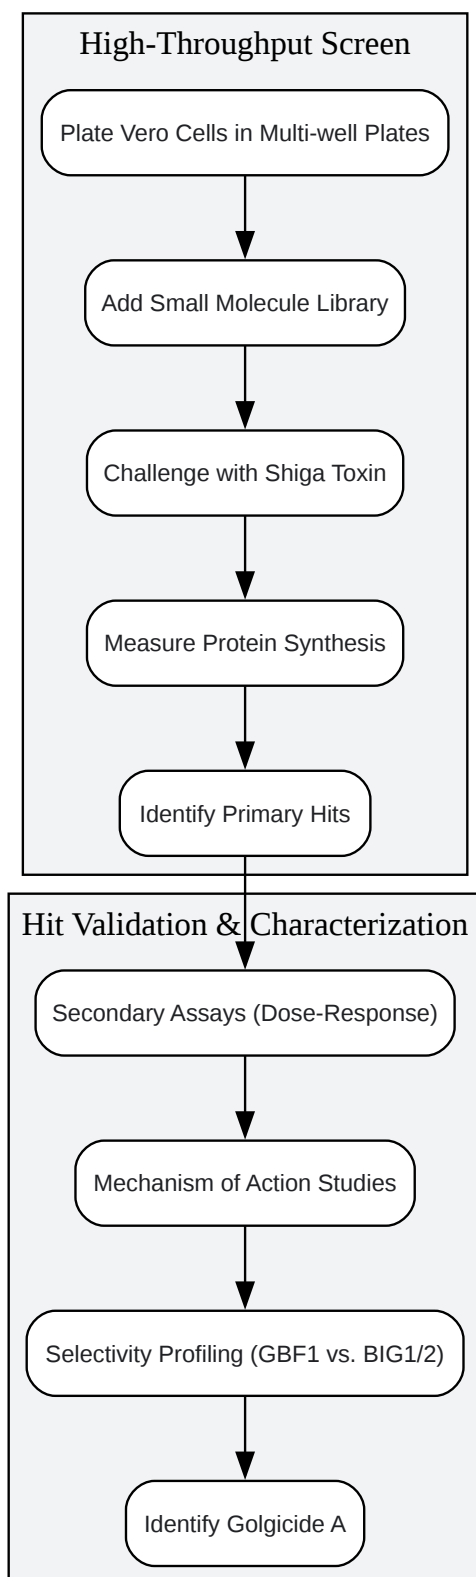 High-Throughput Screen
Plate Vero Cells in Multi-well Plates
Add Small Molecule Library
Challenge with Shiga Toxin
Measure Protein Synthesis
Identify Primary Hits
Hit Validation & Characterization
Secondary Assays (Dose-Response)
Mechanism of Action Studies
Selectivity Profiling (GBF1 vs. BIG1/2)
Identify Golgicide A